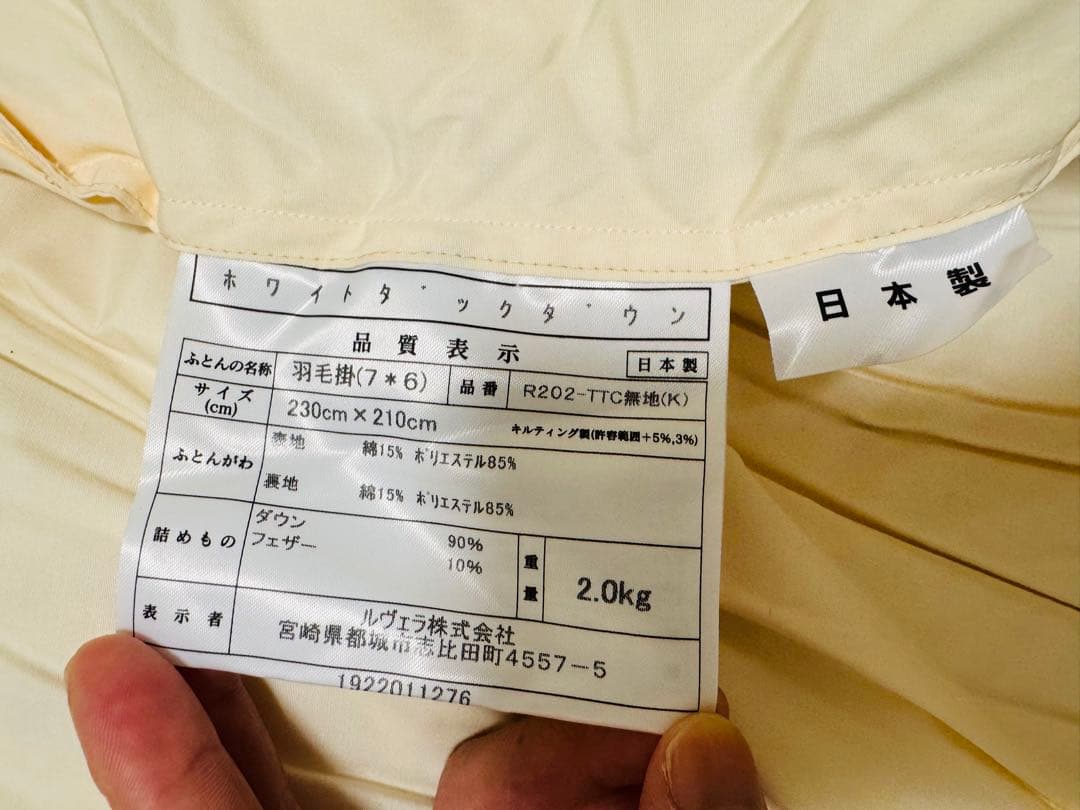 ホワイトダックダウン
品質表示
日本製
ふとんの名称 羽毛掛(7*6) 品番 R202-TTC無地(K)
サイズ(cm) 230cm×210cm キルティング製(許容範囲+5%,3%)
ふとんがわ 表地 綿15% ポリエステル85%
裏地 綿15% ポリエステル85%
詰めもの ダウン 90%
フェザー 10%
重量 2.0kg
表示者 ルヴェラ株式会社
宮崎県都城市志比田町4557-5
1922011276
日本製